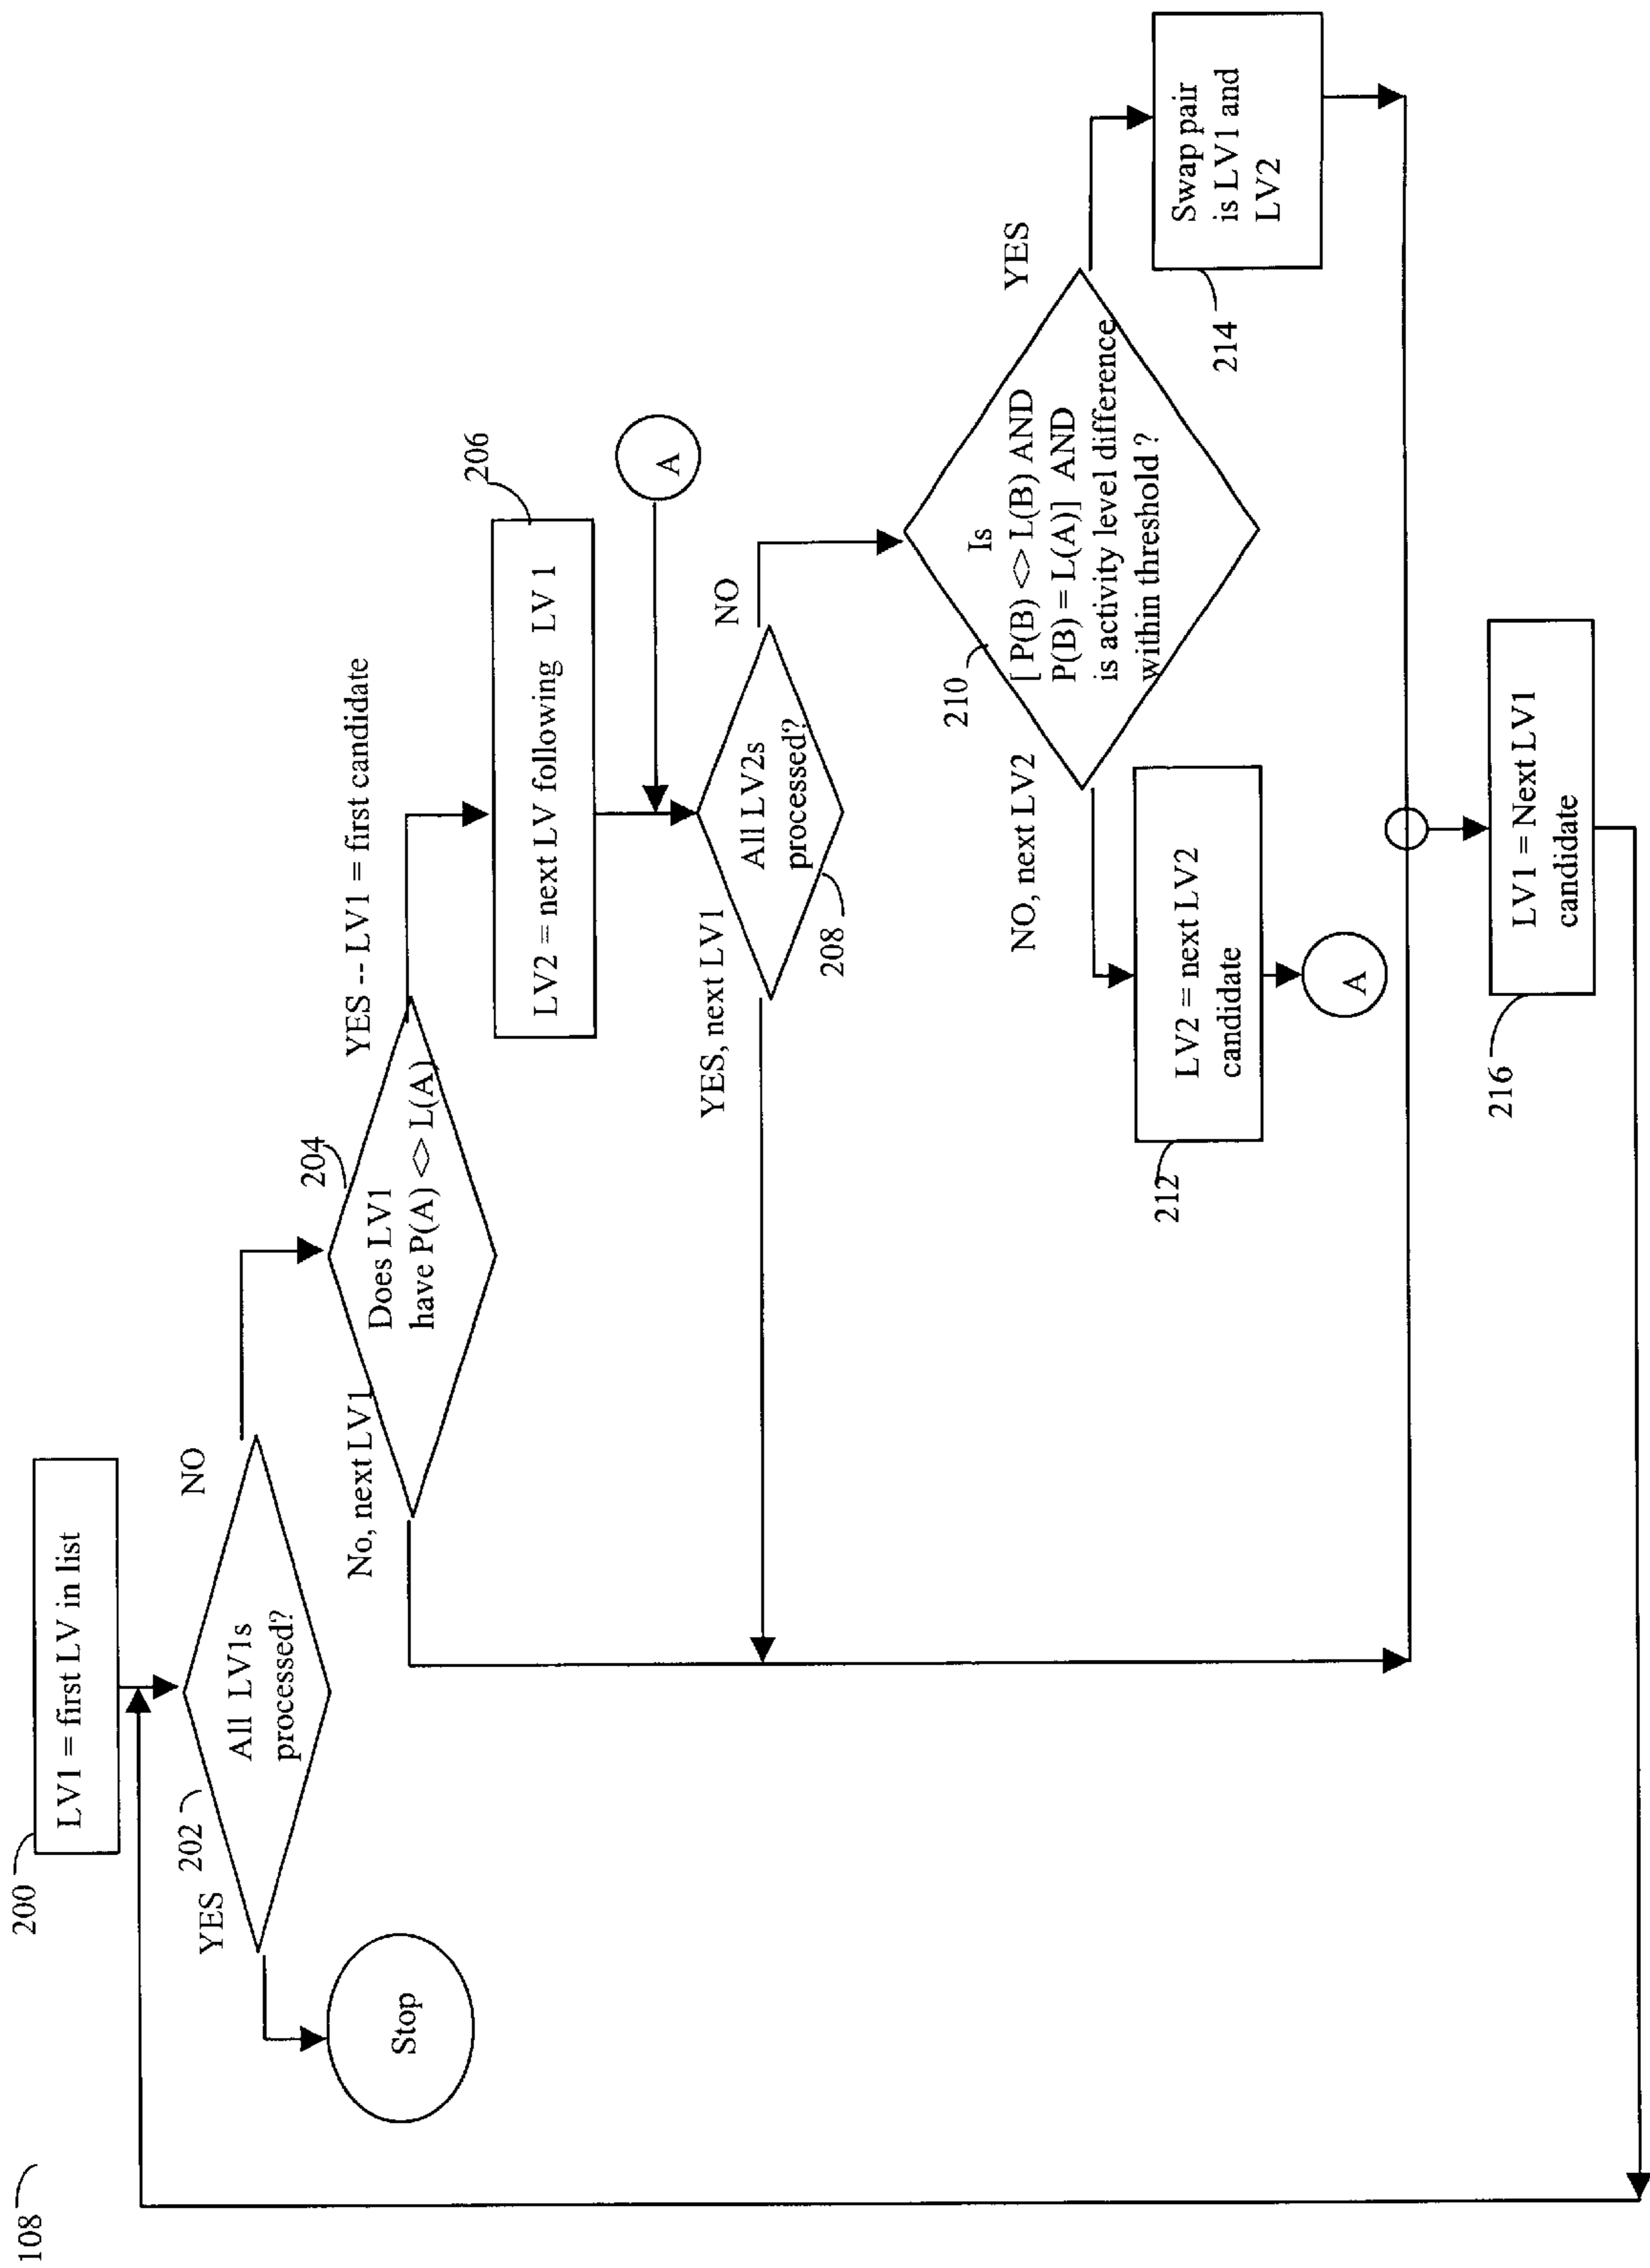 108
200
LV1 = first LV in list
202
YES
All LV1s
processed?
NO
Stop
204
No, next LV1
Does LV1
have P(A) <> L(A)
YES -- LV1 = first candidate
206
LV2 = next LV following LV 1
A
YES, next LV1
All LV2s
processed?
NO
208
210
Is
[ P(B) <> L(B) AND
P(B) = L(A)] AND
is activity level difference
within threshold ?
YES
NO, next LV2
212
LV2 = next LV2
candidate
A
214
Swap pair
is LV1 and
LV2
216
LV1 = Next LV1
candidate